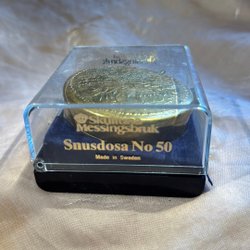 Skultuna
Messingsbruk
Snusdosa No 50
Made in Sweden